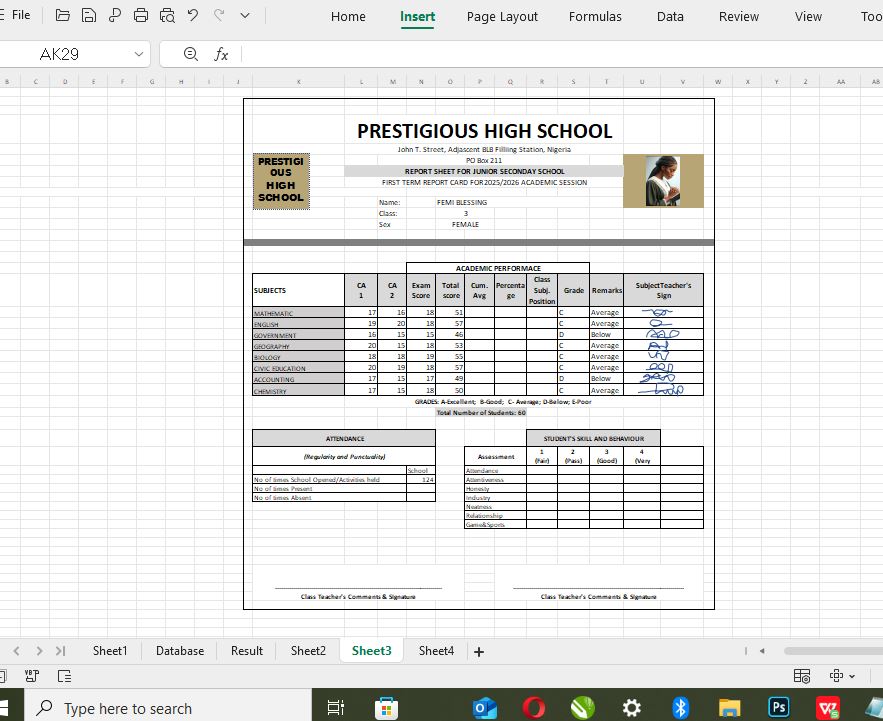 File
Home Insert Page Layout Formulas Data Review View Too
AK29
fx
B C D E F G H I J K L M N O P Q R S T U V W X Y Z AA AB
PRESTIGIOUS HIGH SCHOOL
John T. Street, Adjascent BLB Filliing Station, Nigeria
PO Box 211
REPORT SHEET FOR JUNIOR SECONDAY SCHOOL
FIRST TERM REPORT CARD FOR 2025/2026 ACADEMIC SESSION
PRESTIGI
OUS
HIGH
SCHOOL
Name: FEMI BLESSING
Class: 3
Sex FEMALE
ACADEMIC PERFORMACE
SUBJECTS CA 1 CA 2 Exam Score Total score Cum. Avg Percenta ge Class Subj. Position Grade Remarks SubjectTeacher's Sign
MATHEMATIC 17 16 18 51 C Average
ENGLISH 19 20 18 57 C Average
GOVERNMENT 16 15 15 46 D Below
GEOGRAPHY 20 15 18 53 C Average
BIOLOGY 18 18 19 55 C Average
CIVIC EDUCATION 20 19 18 57 C Average
ACCOUNTING 17 15 17 49 D Below
CHEMISTRY 17 15 18 50 C Average
GRADES: A-Excellent; B-Good; C- Average; D-Below; E-Poor
Total Number of Students: 60
ATTENDANCE
(Regularity and Punctuality)
School
No of times School Opened/Activities held 124
No of times Present
No of times Absent
STUDENT'S SKILL AND BEHAVIOUR
Assessment 1 (Fair) 2 (Pass) 3 (Good) 4 (Very
Attendance
Attentiveness
Honesty
Industry
Neatness
Relationship
Game&Sports
Class Teacher's Comments & Signature
Class Teacher's Comments & Signature
Sheet1 Database Result Sheet2 Sheet3 Sheet4 +
Type here to search
Ps